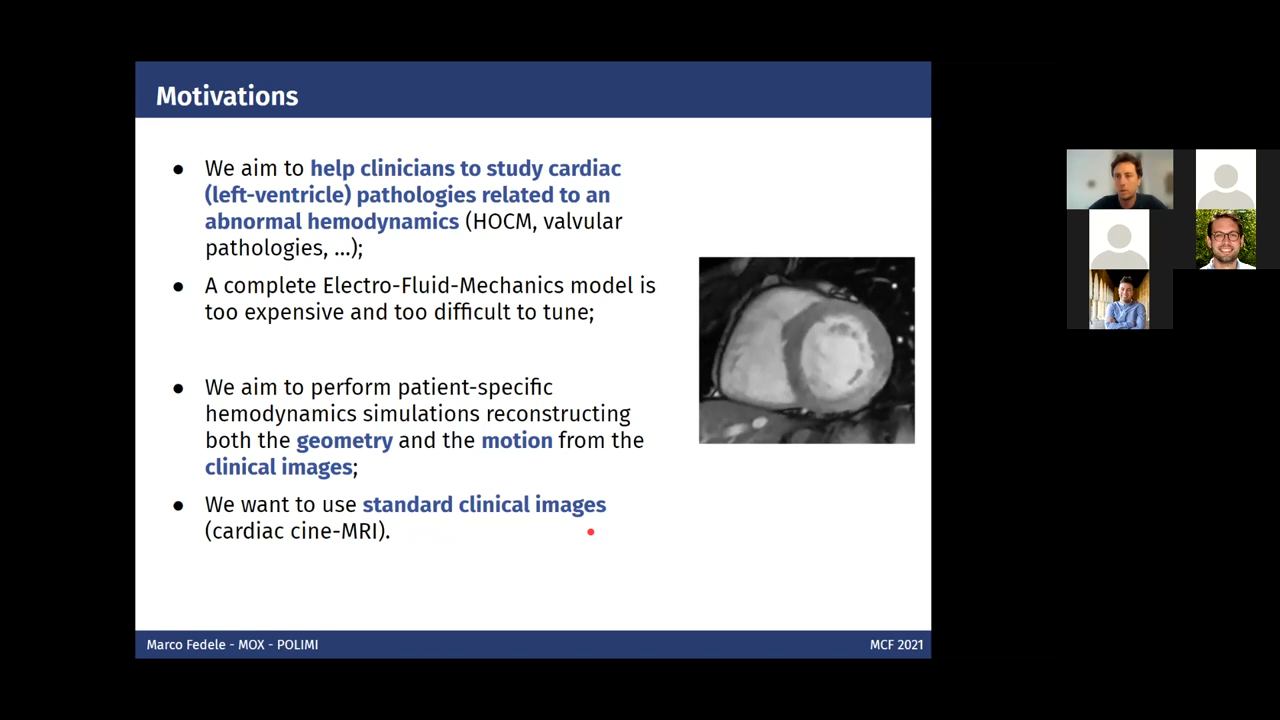 Motivations
● We aim to help clinicians to study cardiac
(left-ventricle) pathologies related to an
abnormal hemodynamics (HOCM, valvular
pathologies, ...);
● A complete Electro-Fluid-Mechanics model is
too expensive and too difficult to tune;
● We aim to perform patient-specific
hemodynamics simulations reconstructing
both the geometry and the motion from the
clinical images;
● We want to use standard clinical images
(cardiac cine-MRI).
Marco Fedele - MOX - POLIMI
MCF 2021